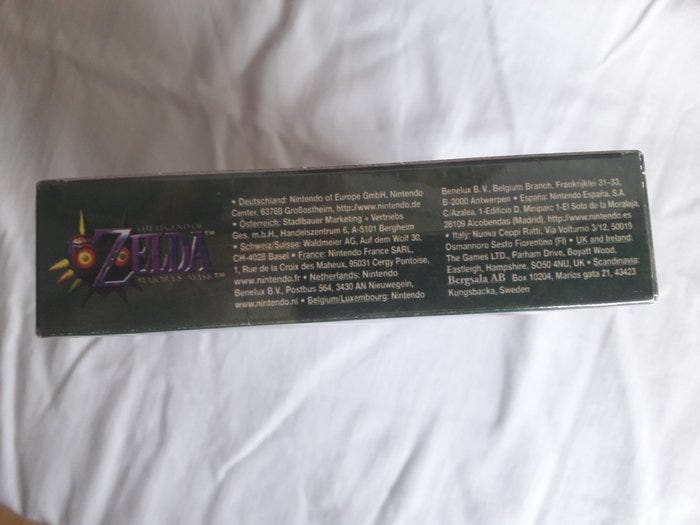 THE LEGEND OF
ZELDA™
MAJORA'S MASK™
• Deutschland: Nintendo of Europe GmbH, Nintendo
Center, 63760 Großostheim, http://www.nintendo.de
• Österreich: Stadlbauer Marketing + Vertriebs
Ges. m.b.H., Handelszentrum 6, A-5101 Bergheim
• Schweiz/Suisse: Waldmeier AG, Auf dem Wolf 30,
CH-4028 Basel • France: Nintendo France SARL,
1, Rue de la Croix des Maheux, 95031 Cergy Pontoise,
www.nintendo.fr • Netherlands: Nintendo
Benelux B.V., Postbus 564, 3430 AN Nieuwegein,
www.nintendo.nl • Belgium/Luxembourg: Nintendo
Benelux B.V., Belgium Branch, Frankrijklei 31–33,
B-2000 Antwerpen • España: Nintendo España, S.A.
C/Azalea, 1-Edificio D, Miniparc 1-El Soto de la Moraleja,
28109 Alcobendas (Madrid), http://www.nintendo.es
• Italy: Nuova Ceppi Ratti, Via Volturno 3/12, 50019
Osmannoro Sesto Fiorentino (FI) • UK and Ireland:
The Games LTD., Parham Drive, Boyatt Wood,
Eastleigh, Hampshire, SO50 4NU, UK • Scandinavia:
Bergsala AB Box 10204, Marios gata 21, 43423
Kungsbacka, Sweden